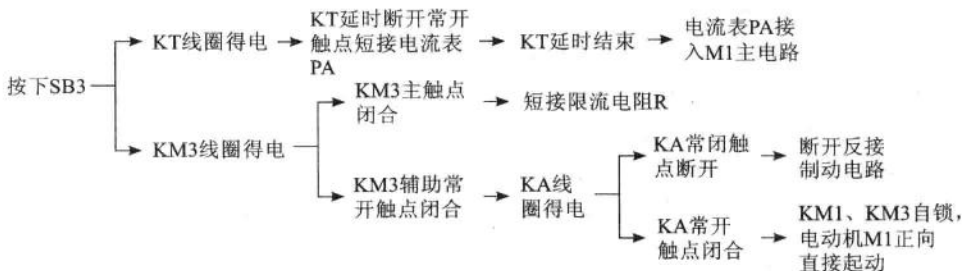 按下SB3
KT线圈得电
KT延时断开常开
触点短接电流表
PA
KT延时结束
电流表PA接
入M1主电路
KM3线圈得电
KM3主触点
闭合
短接限流电阻R
KM3辅助常
开触点闭合
KA线
圈得电
KA常闭触
点断开
断开反接
制动电路
KA常开
触点闭合
KM1、KM3自锁,
电动机M1正向
直接起动